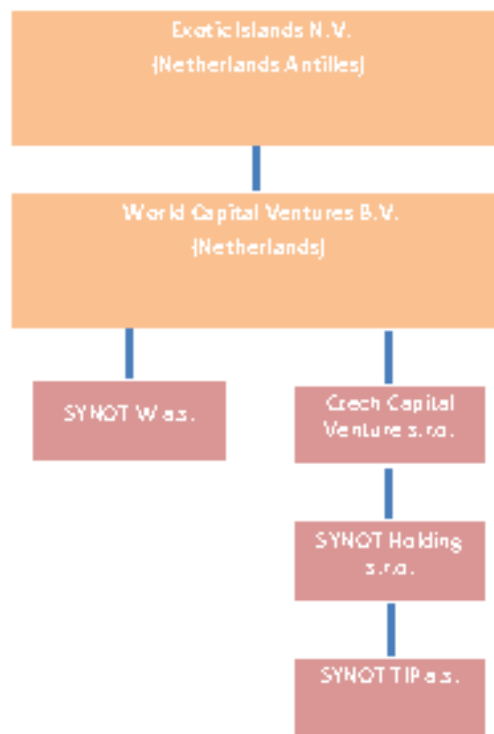 Exotic Islands N.V.
(Netherlands Antilles)
World Capital Ventures B.V.
(Netherlands)
SYNOT W a.s.
Czech Capital
Venture s.r.o.
SYNOT Holding
s.r.o.
SYNOT TIP a.s.